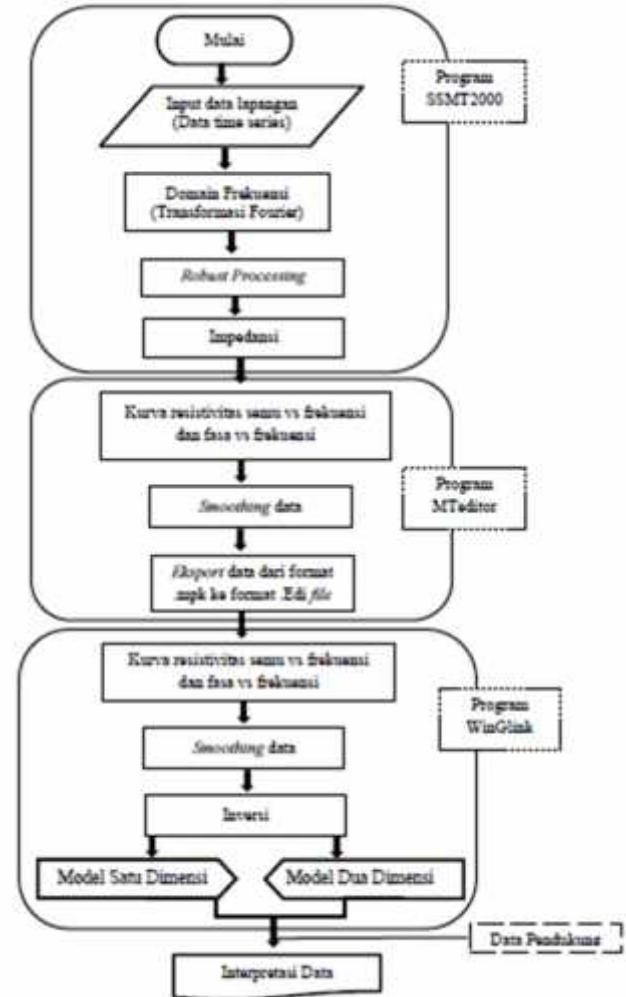 Mulai
Program
SSMT2000
Input data lapangan
(Data time series)
Domain Frekuensi
(Transformasi Fourier)
Robust Processing
Impedansi
Kurva resistivitas semu vs frekuensi
dan fasa vs frekuensi
Program
MTeditor
Smoothing data
Eksport data dari format
.mpk ke format .Edi file
Kurva resistivitas semu vs frekuensi
dan fasa vs frekuensi
Program
WinGlink
Smoothing data
Inversi
Model Satu Dimensi
Model Dua Dimensi
Data Pendukung
Interpretasi Data